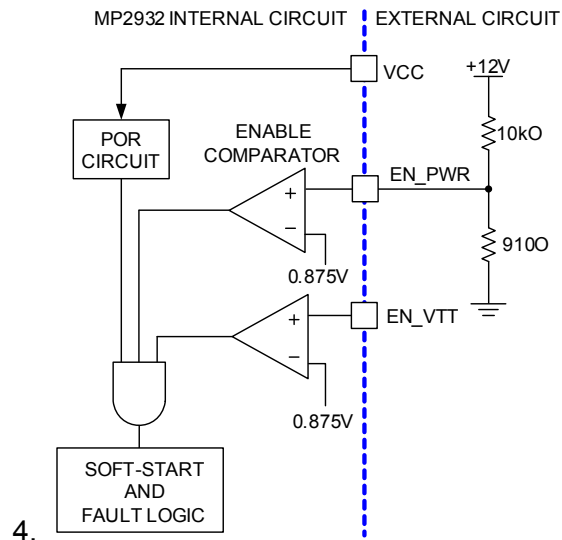 MP2932 INTERNAL CIRCUIT
EXTERNAL CIRCUIT
VCC
+12V
10kO
POR
CIRCUIT
ENABLE
COMPARATOR
+
−
0.875V
EN_PWR
910O
+
−
0.875V
EN_VTT
SOFT-START
AND
FAULT LOGIC
4.